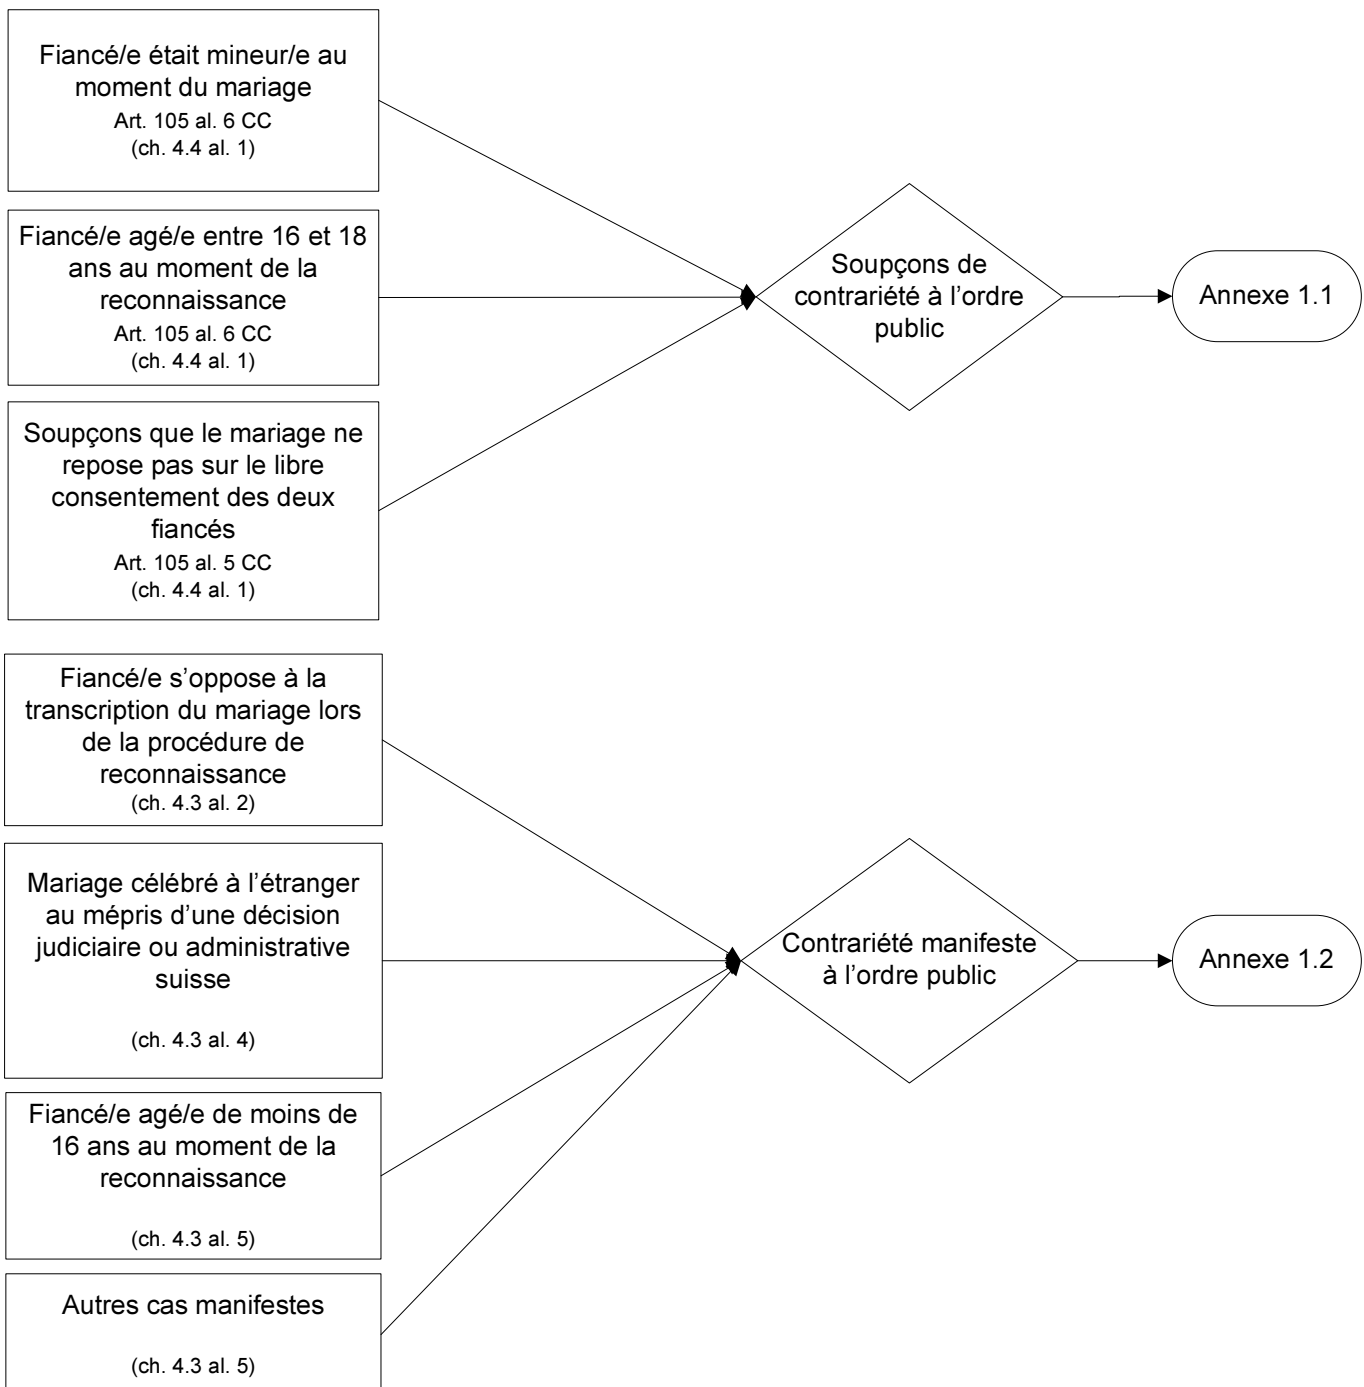 Fiancé/e était mineur/e au
moment du mariage
Art. 105 al. 6 CC
(ch. 4.4 al. 1)
Fiancé/e agé/e entre 16 et 18
ans au moment de la
reconnaissance
Art. 105 al. 6 CC
(ch. 4.4 al. 1)
Soupçons que le mariage ne
repose pas sur le libre
consentement des deux
fiancés
Art. 105 al. 5 CC
(ch. 4.4 al. 1)
Soupçons de
contrariété à l’ordre
public
Annexe 1.1
Fiancé/e s’oppose à la
transcription du mariage lors
de la procédure de
reconnaissance
(ch. 4.3 al. 2)
Mariage célébré à l’étranger
au mépris d’une décision
judiciaire ou administrative
suisse
(ch. 4.3 al. 4)
Fiancé/e agé/e de moins de
16 ans au moment de la
reconnaissance
(ch. 4.3 al. 5)
Autres cas manifestes
(ch. 4.3 al. 5)
Contrariété manifeste
à l’ordre public
Annexe 1.2